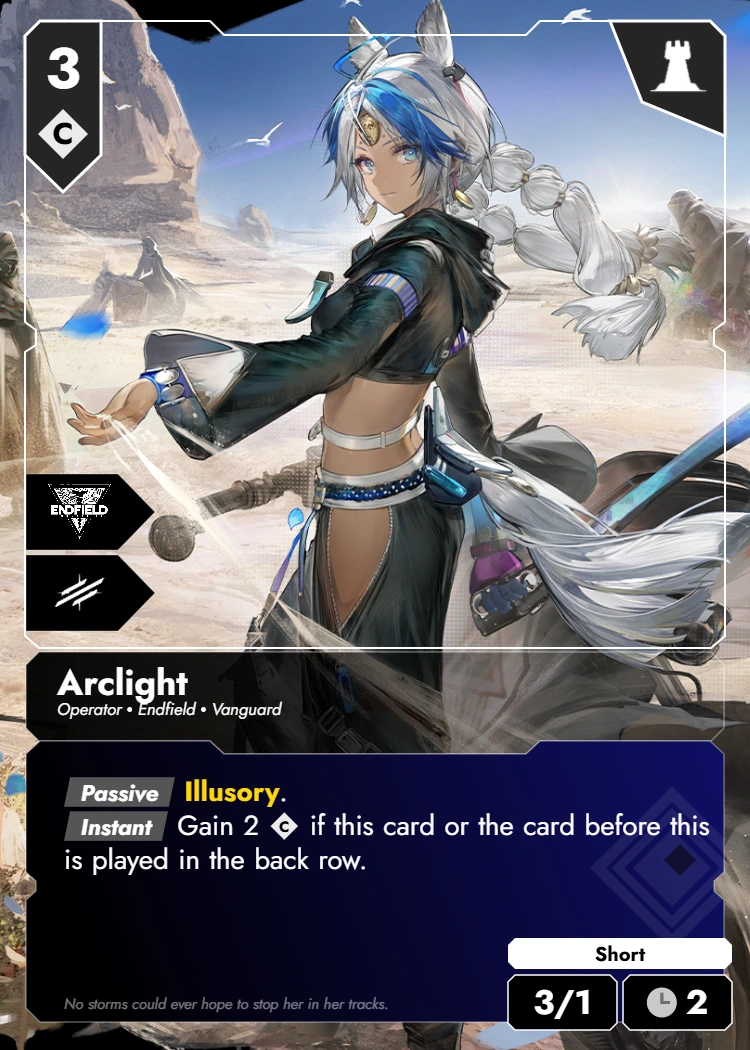 3
C
ENDFIELD
Arclight
Operator • Endfield • Vanguard
Passive Illusory.
Instant Gain 2 C if this card or the card before this
is played in the back row.
Short
No storms could ever hope to stop her in her tracks.
3/1
2